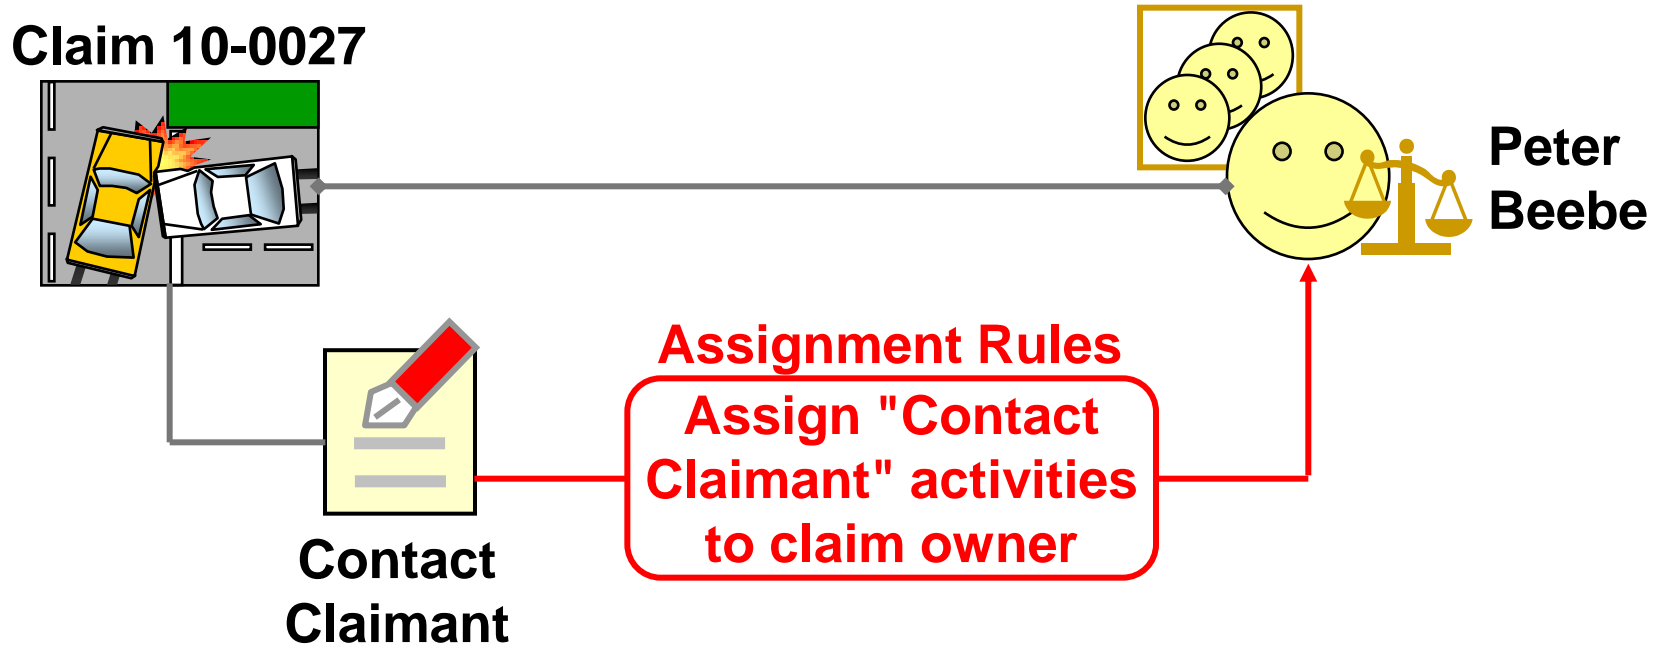 Claim 10-0027
Peter
Beebe
Assignment Rules
Assign "Contact
Claimant" activities
to claim owner
Contact
Claimant